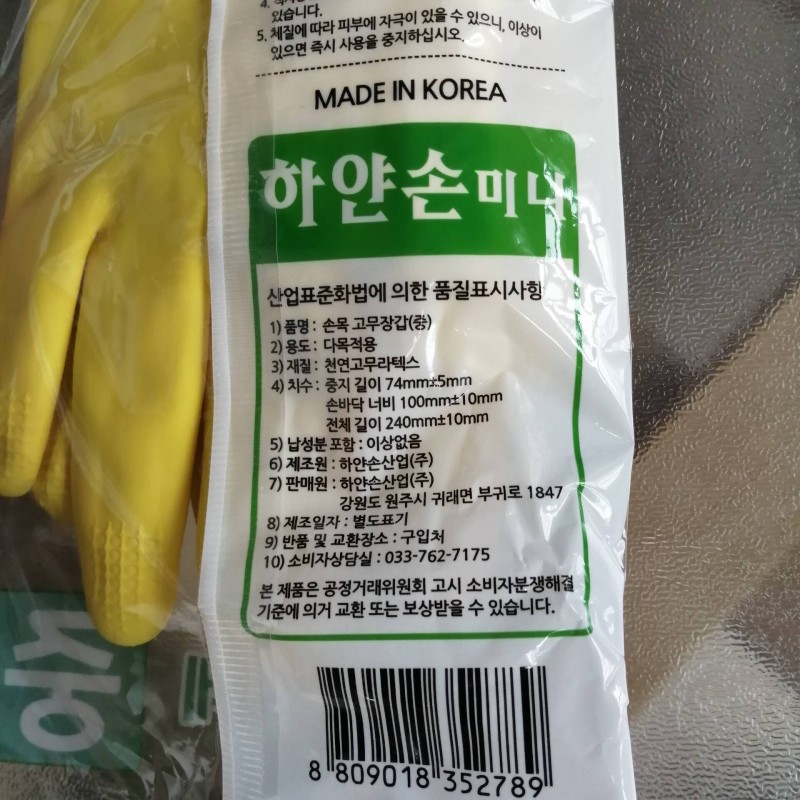 있습니다.
5. 체질에 따라 피부에 자극이 있을 수 있으니, 이상이
있으면 즉시 사용을 중지하십시오.
MADE IN KOREA
하얀손 미니
산업표준화법에 의한 품질표시사항
1) 품명 : 손목 고무장갑(중)
2) 용도 : 다목적용
3) 재질 : 천연고무라텍스
4) 치수 : 중지 길이 74mm±5mm
손바닥 너비 100mm±10mm
전체 길이 240mm±10mm
5) 납성분 포함 : 이상없음
6) 제조원 : 하얀손산업(주)
7) 판매원 : 하얀손산업(주)
강원도 원주시 귀래면 부귀로 1847
8) 제조일자 : 별도표기
9) 반품 및 교환장소 : 구입처
10) 소비자상담실 : 033-762-7175
본 제품은 공정거래위원회 고시 소비자분쟁해결
기준에 의거 교환 또는 보상받을 수 있습니다.
8 809018 352789